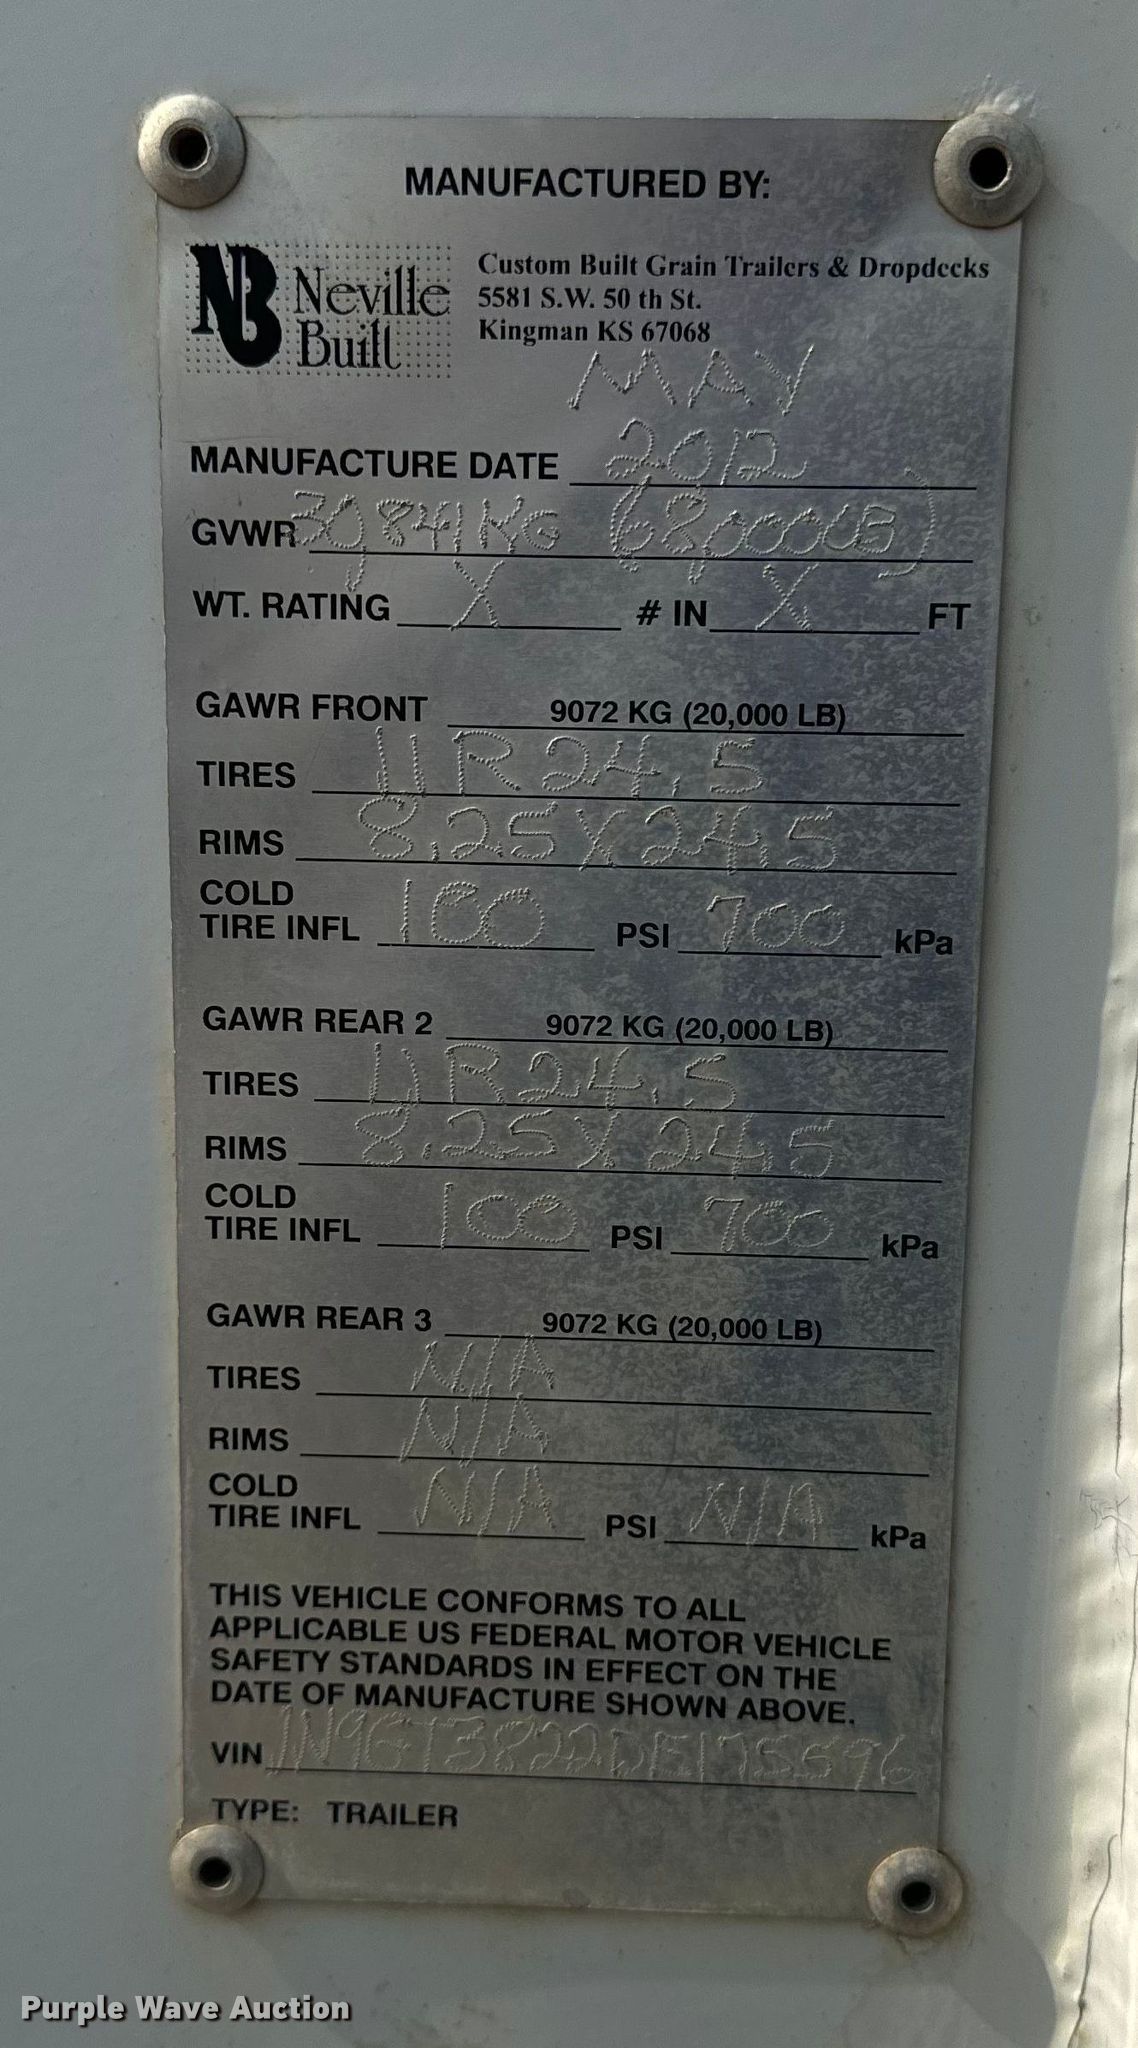 MANUFACTURED BY:
NB Neville Built
Custom Built Grain Trailers & Dropdecks
5581 S.W. 50 th St.
Kingman KS 67068
MAY
MANUFACTURE DATE 2012
GVWR 30,841KG (68,000LB)
WT. RATING X # IN X FT
GAWR FRONT 9072 KG (20,000 LB)
TIRES 11R24.5
RIMS 8.25X24.5
COLD
TIRE INFL 100 PSI 700 kPa
GAWR REAR 2 9072 KG (20,000 LB)
TIRES 11R24.5
RIMS 8.25X24.5
COLD
TIRE INFL 100 PSI 700 kPa
GAWR REAR 3 9072 KG (20,000 LB)
TIRES N/A
RIMS N/A
COLD
TIRE INFL N/A PSI N/A kPa
THIS VEHICLE CONFORMS TO ALL
APPLICABLE US FEDERAL MOTOR VEHICLE
SAFETY STANDARDS IN EFFECT ON THE
DATE OF MANUFACTURE SHOWN ABOVE.
VIN 1N9GT3822DE175596
TYPE: TRAILER
Purple Wave Auction